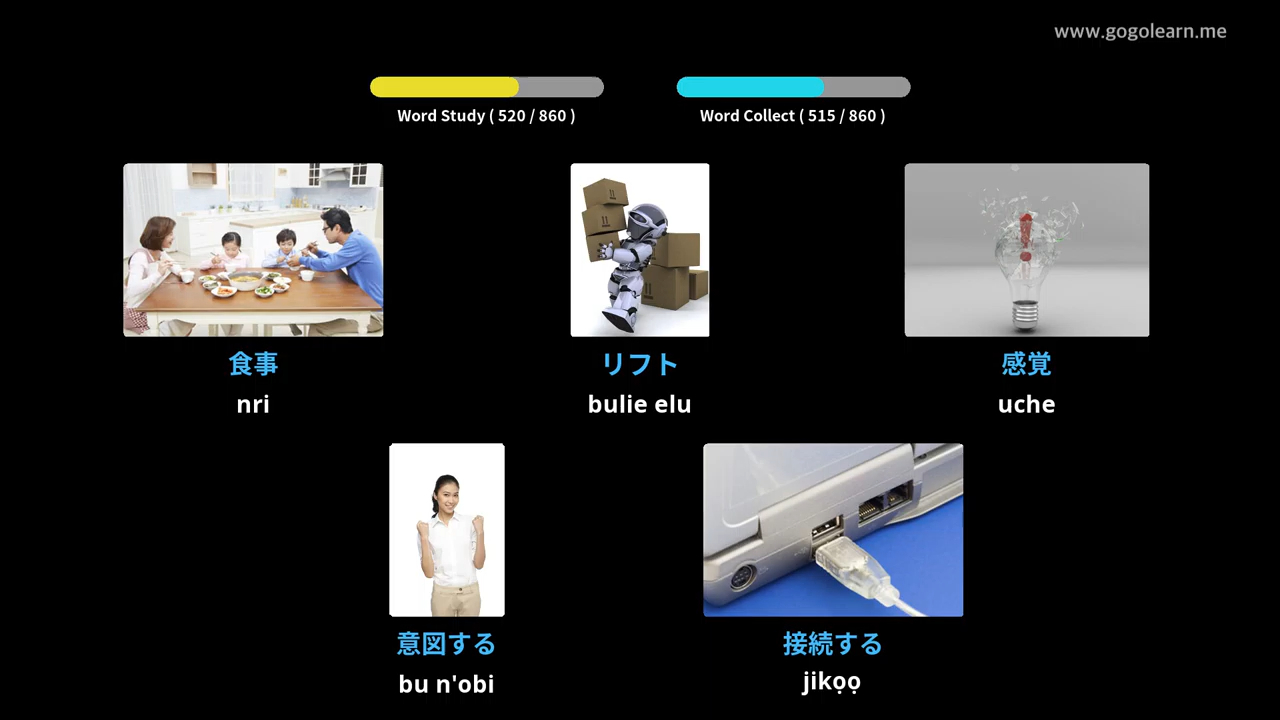 www.gogolearn.me
Word Study ( 520 / 860 )
Word Collect ( 515 / 860 )
食事
nri
リフト
bulie elu
感覚
uche
意図する
bu n'obi
接続する
jikọọ